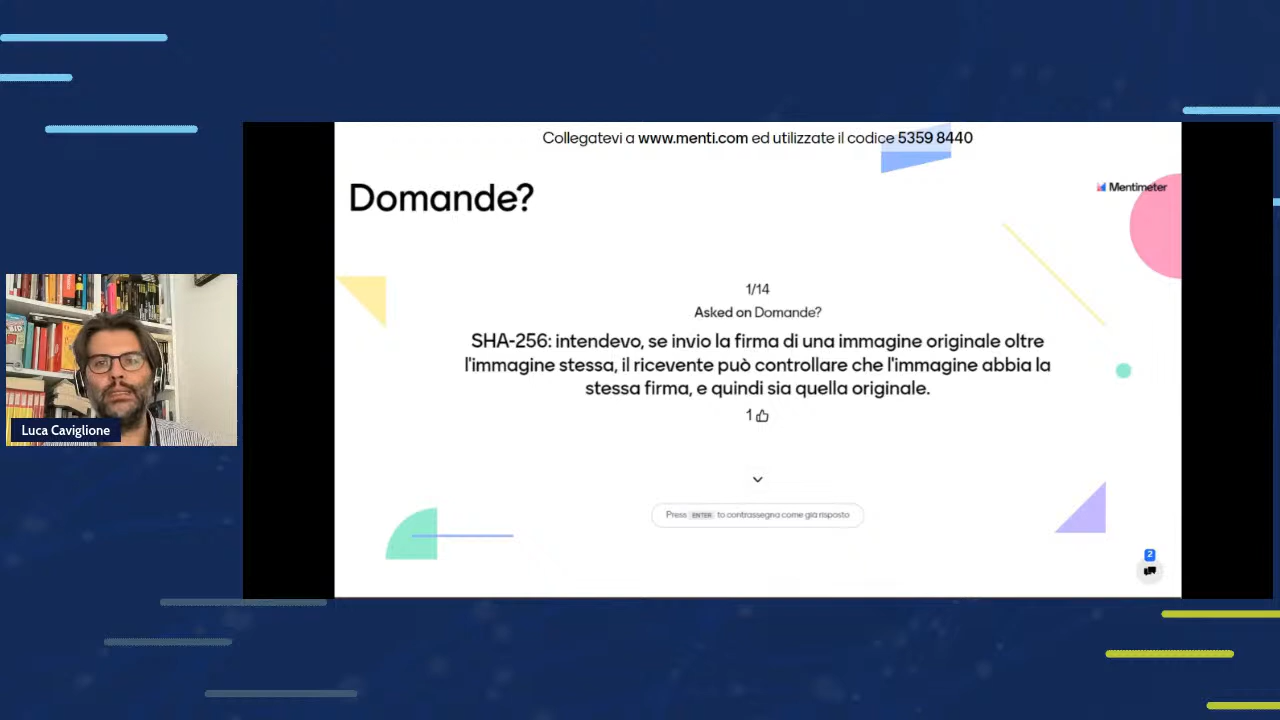 Collegatevi a www.menti.com ed utilizzate il codice 5359 8440
Domande?
Mentimeter
1/14
Asked on Domande?
SHA-256: intendevo, se invio la firma di una immagine originale oltre
l'immagine stessa, il ricevente può controllare che l'immagine abbia la
stessa firma, e quindi sia quella originale.
1
Luca Caviglione
Press ENTER to contrassegna come già risposto
2